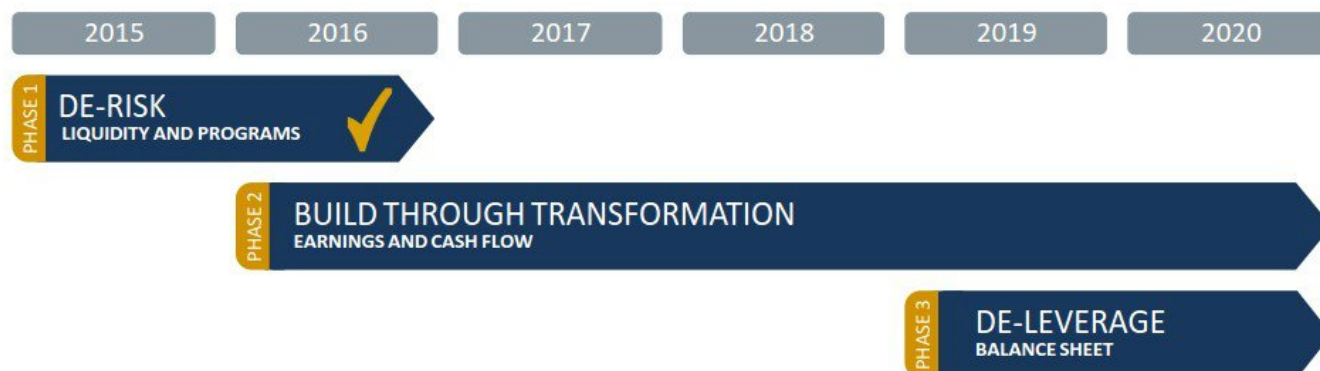 2015 2016 2017 2018 2019 2020
PHASE 1
DE-RISK
LIQUIDITY AND PROGRAMS
PHASE 2
BUILD THROUGH TRANSFORMATION
EARNINGS AND CASH FLOW
PHASE 3
DE-LEVERAGE
BALANCE SHEET